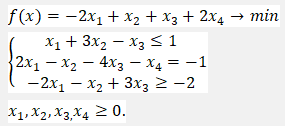 f(x) = −2x₁ + x₂ + x₃ + 2x₄ → min
x₁ + 3x₂ − x₃ ≤ 1
2x₁ − x₂ − 4x₃ − x₄ = −1
−2x₁ − x₂ + 3x₃ ≥ −2
x₁, x₂, x₃, x₄ ≥ 0.